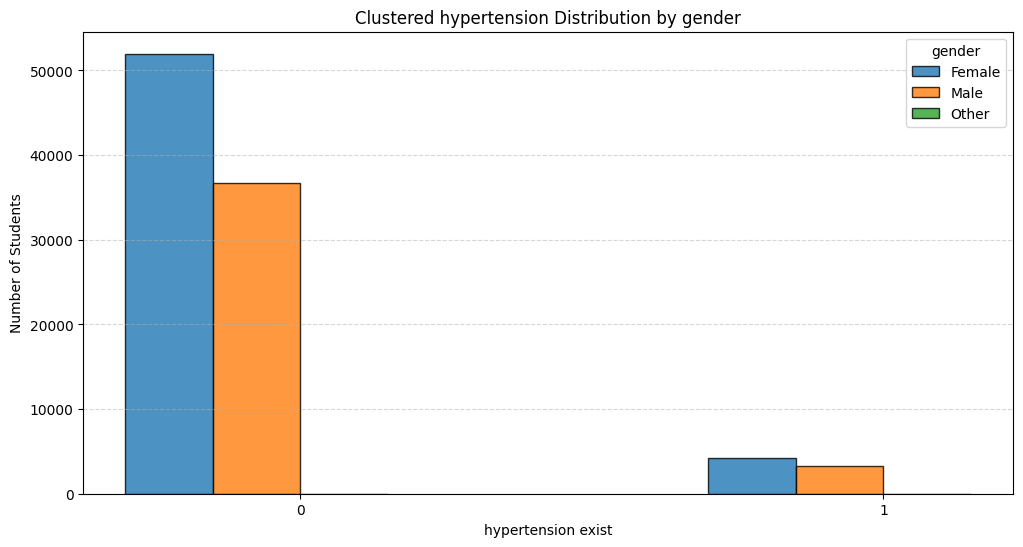 Clustered hypertension Distribution by gender
gender
Female
Male
Other
50000
40000
30000
20000
10000
0
Number of Students
0
1
hypertension exist